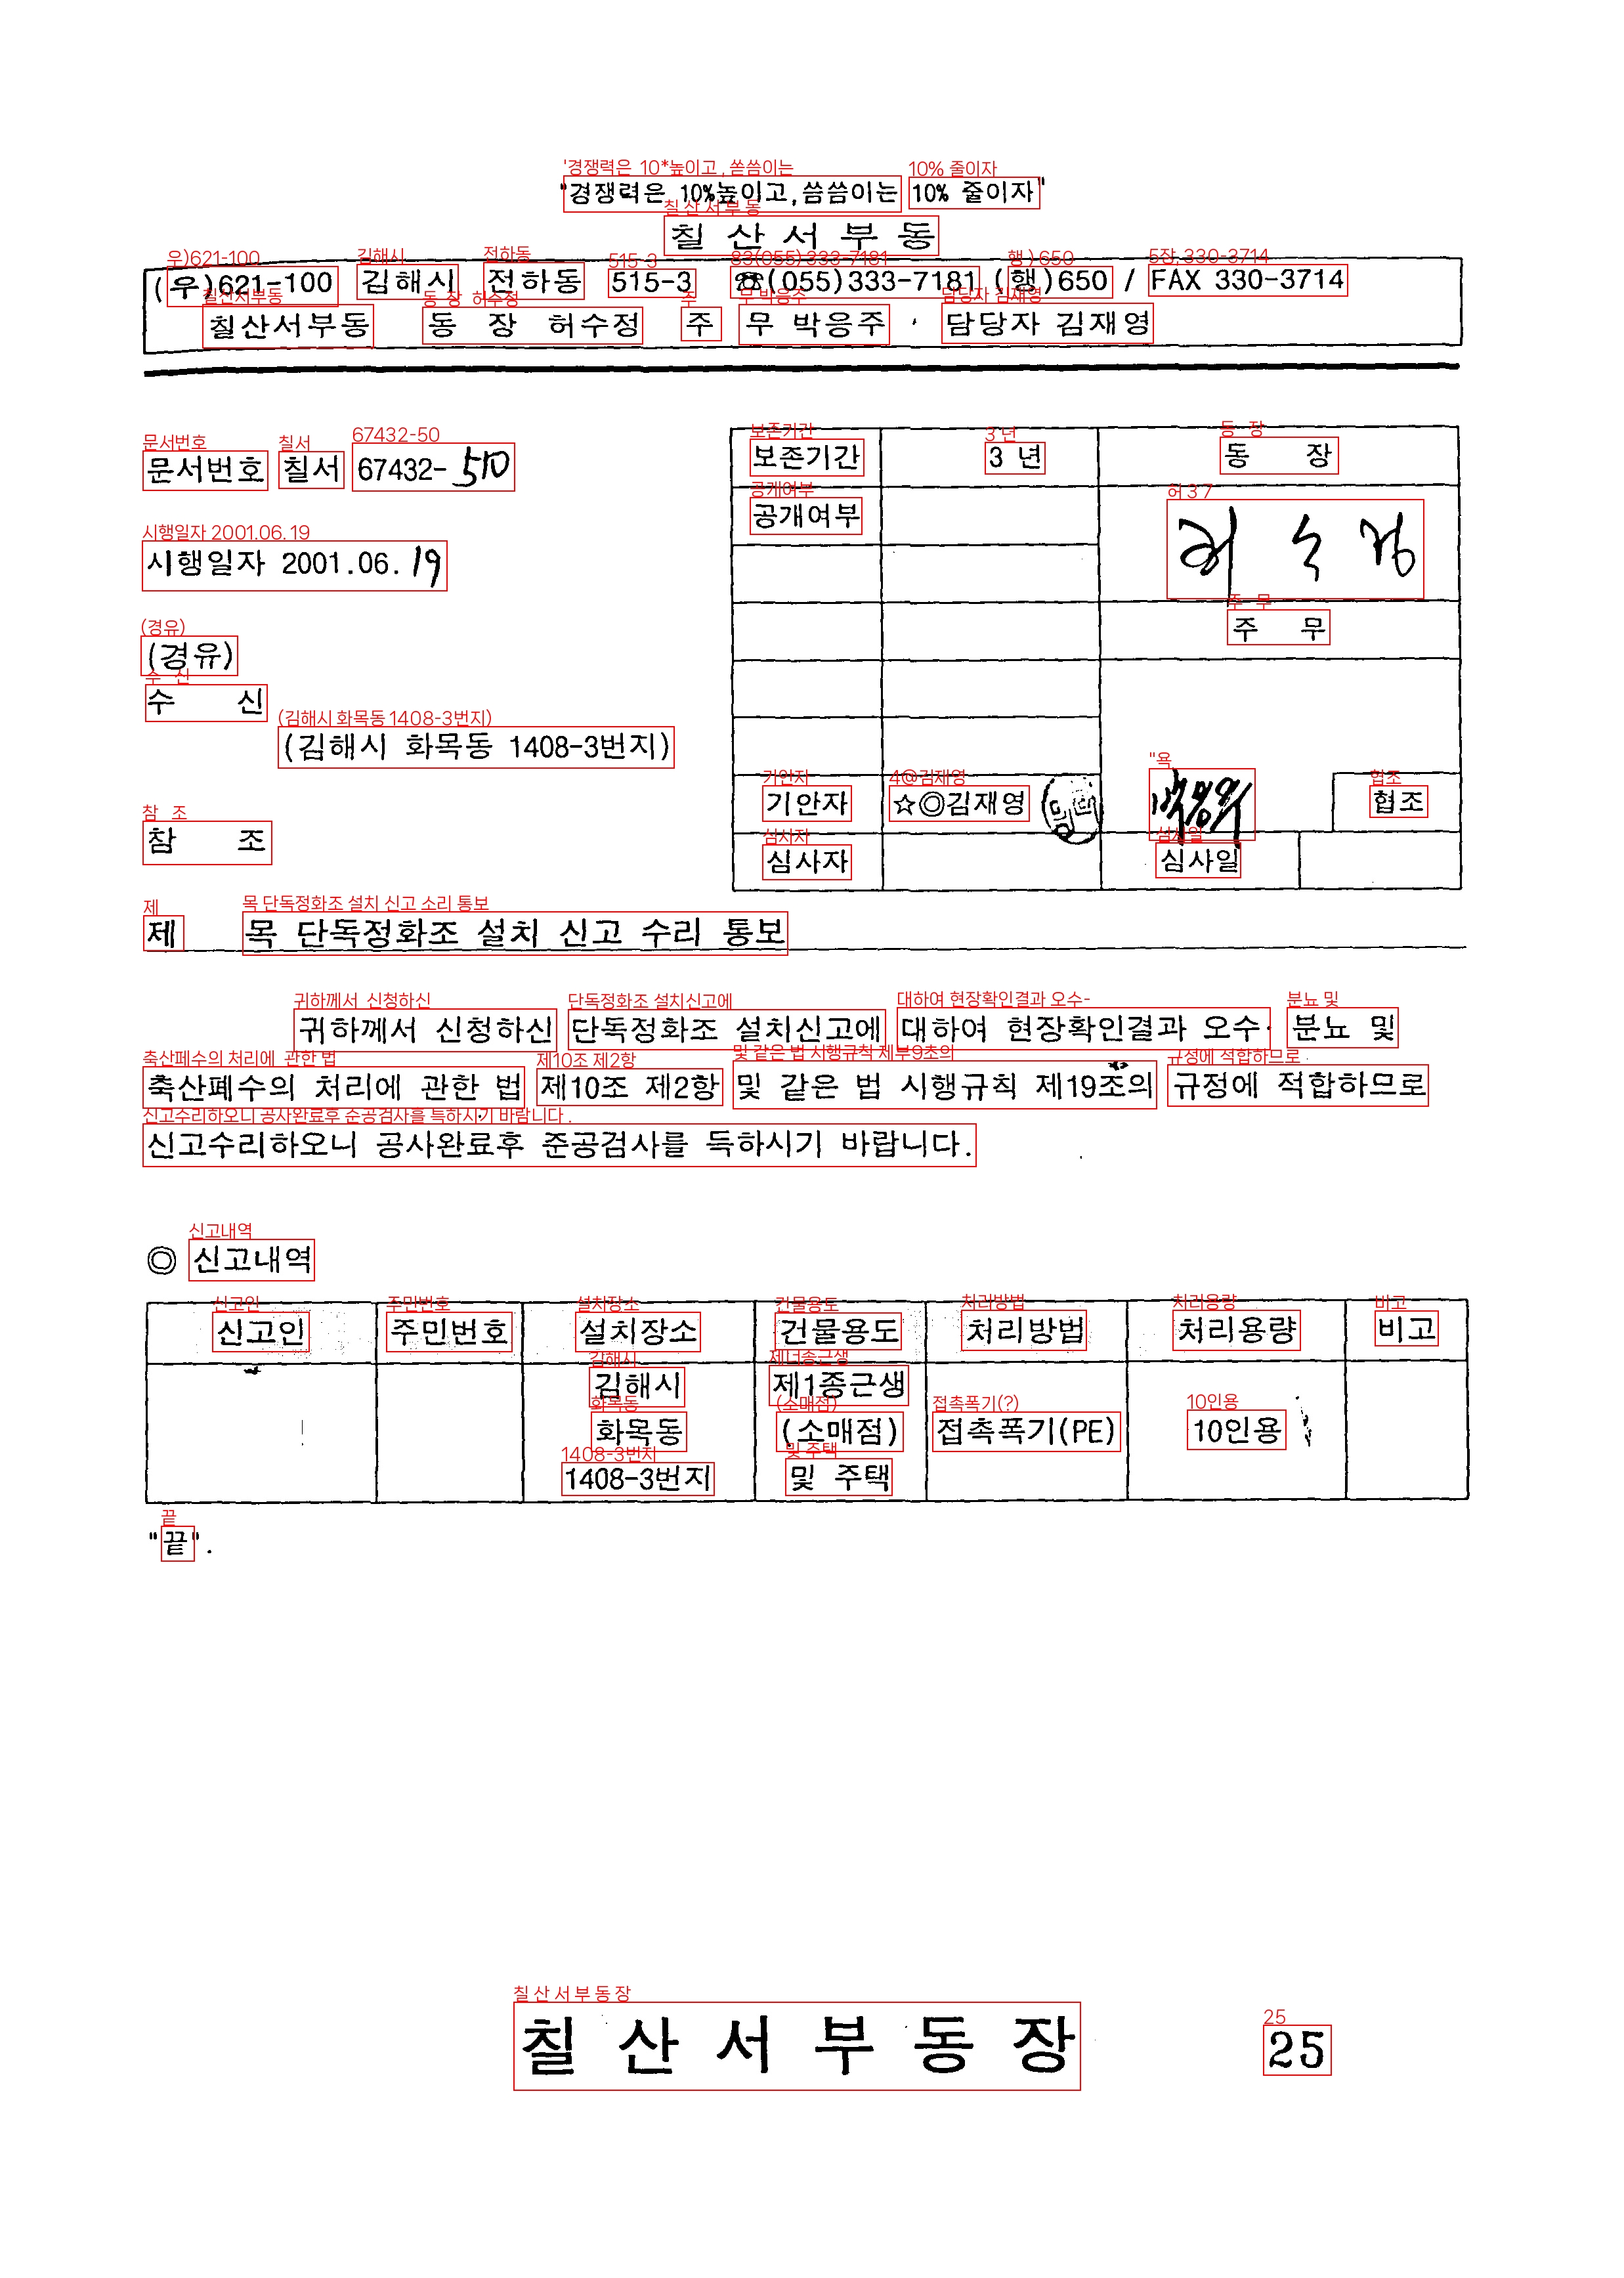 "경쟁력은 10%높이고,씀씀이는 10% 줄이자"
칠 산 서 부 동
(우)621-100 김해시 전하동 515-3 ☎(055)333-7181 (행)650 / FAX 330-3714
칠산서부동 동 장 허수정 주 무 박응주 담당자 김재영
문서번호 칠서 67432-510
시행일자 2001.06.19
(경유)
수 신
(김해시 화목동 1408-3번지)
참 조
보존기간 3 년 동 장
공개여부 허 수 정
주 무
기안자 ☆◎김재영 협조
심사자 심사일
제 목 단독정화조 설치 신고 수리 통보
귀하께서 신청하신 단독정화조 설치신고에 대하여 현장확인결과 오수· 분뇨 및
축산폐수의 처리에 관한 법 제10조 제2항 및 같은 법 시행규칙 제19조의 규정에 적합하므로
신고수리하오니 공사완료후 준공검사를 득하시기 바랍니다.
◎ 신고내역
신고인 주민번호 설치장소 건물용도 처리방법 처리용량 비고
김해시 제1종근생
화목동 (소매점) 접촉폭기(PE) 10인용
1408-3번지 및 주택
"끝".
칠 산 서 부 동 장
25